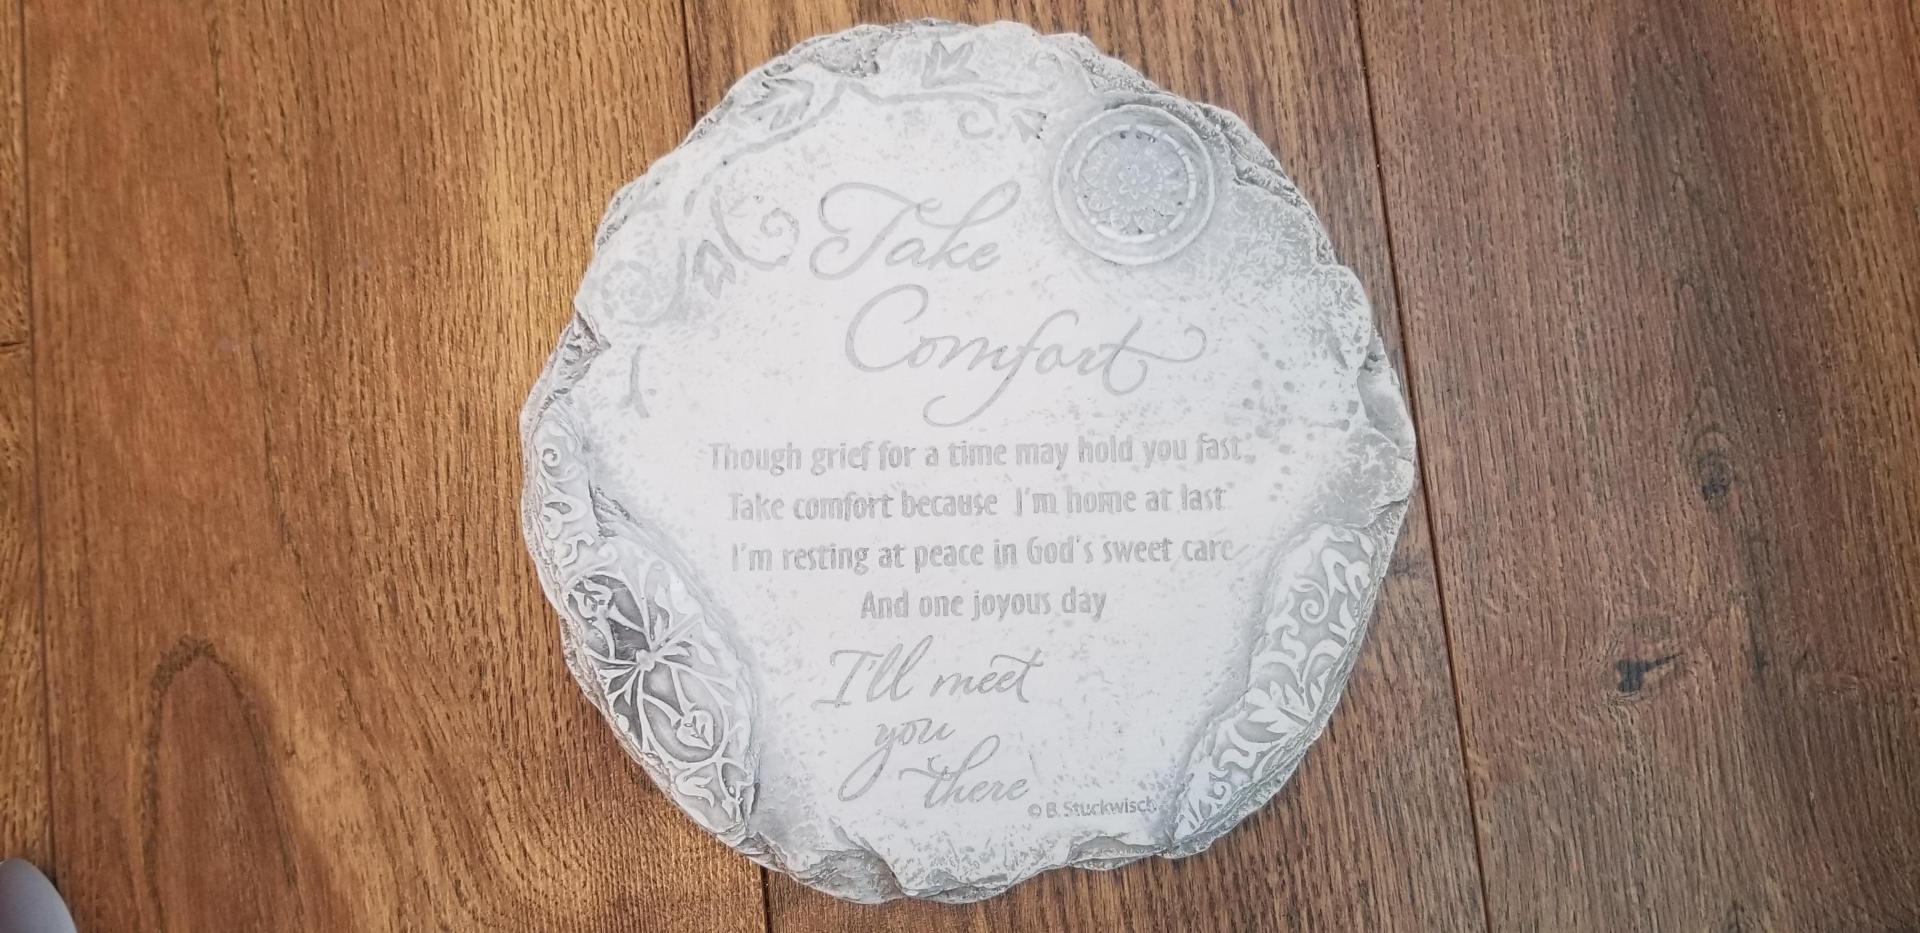 Take
Comfort
Though grief for a time may hold you fast,
Take comfort because I'm home at last
I'm resting at peace in God's sweet care
And one joyous day
I'll meet
you
there
© B. Stuckwisch